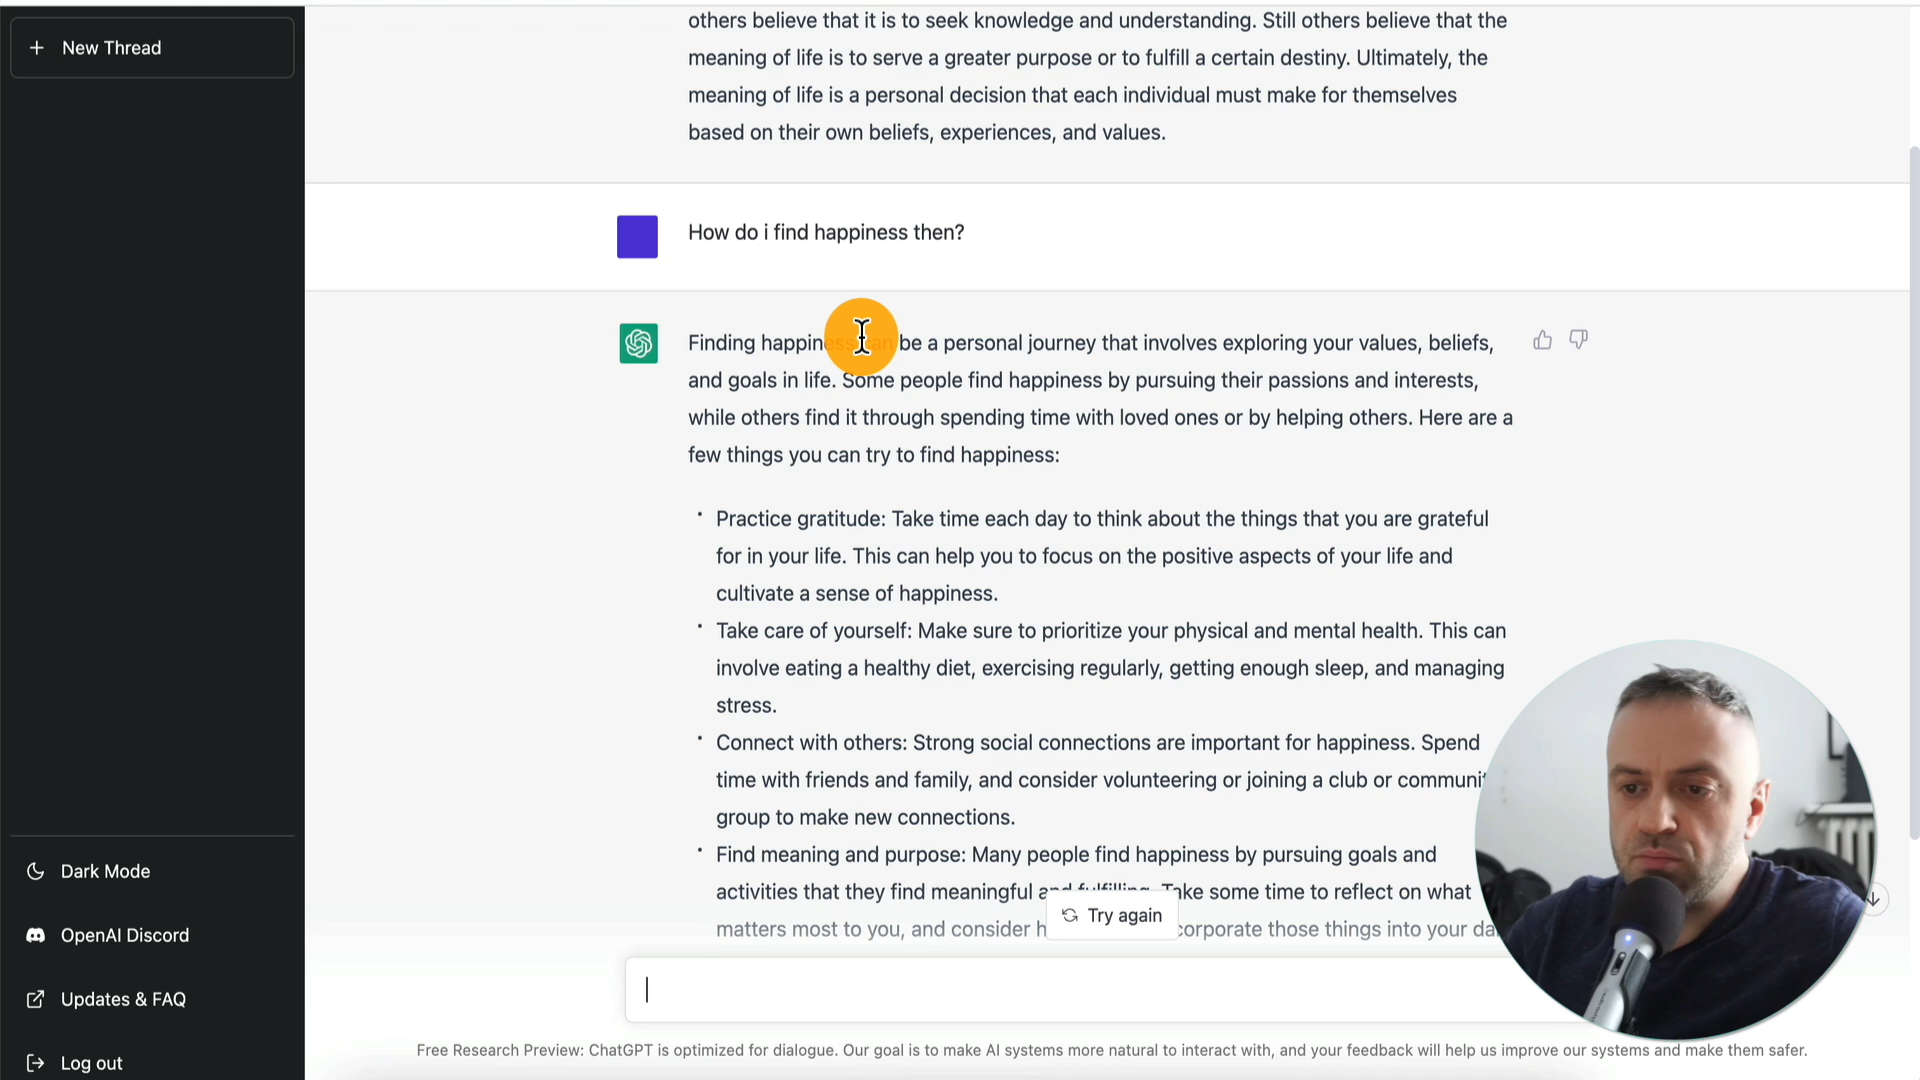 New Thread
others believe that it is to seek knowledge and understanding. Still others believe that the
meaning of life is to serve a greater purpose or to fulfill a certain destiny. Ultimately, the
meaning of life is a personal decision that each individual must make for themselves
based on their own beliefs, experiences, and values.
How do i find happiness then?
Finding happiness can be a personal journey that involves exploring your values, beliefs,
and goals in life. Some people find happiness by pursuing their passions and interests,
while others find it through spending time with loved ones or by helping others. Here are a
few things you can try to find happiness:
• Practice gratitude: Take time each day to think about the things that you are grateful
for in your life. This can help you to focus on the positive aspects of your life and
cultivate a sense of happiness.
• Take care of yourself: Make sure to prioritize your physical and mental health. This can
involve eating a healthy diet, exercising regularly, getting enough sleep, and managing
stress.
• Connect with others: Strong social connections are important for happiness. Spend
time with friends and family, and consider volunteering or joining a club or communit
group to make new connections.
• Find meaning and purpose: Many people find happiness by pursuing goals and
activities that they find meaningful and fulfilling. Take some time to reflect on what
matters most to you, and consider h corporate those things into your da
Try again
Dark Mode
OpenAI Discord
Updates & FAQ
Log out
Free Research Preview: ChatGPT is optimized for dialogue. Our goal is to make AI systems more natural to interact with, and your feedback will help us improve our systems and make them safer.